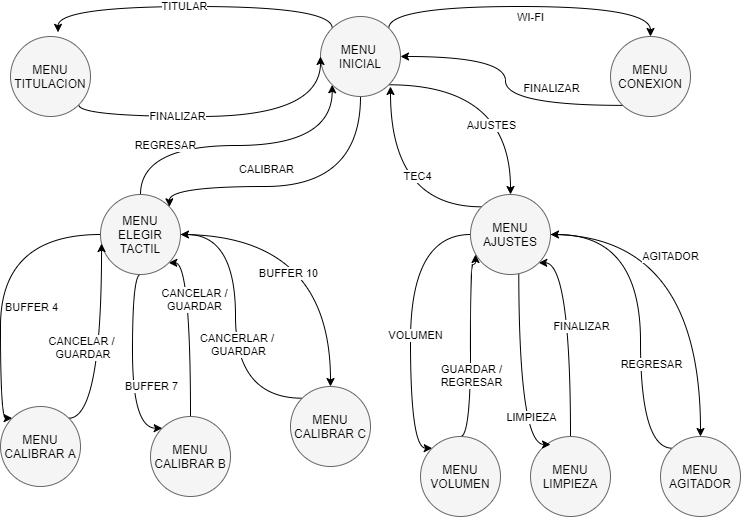 TITULAR
WI-FI
MENU
INICIAL
MENU
TITULACION
MENU
CONEXION
FINALIZAR
FINALIZAR
AJUSTES
REGRESAR
CALIBRAR
TEC4
MENU
ELEGIR
TACTIL
MENU
AJUSTES
AGITADOR
BUFFER 10
CANCELAR /
GUARDAR
BUFFER 4
FINALIZAR
VOLUMEN
CANCELAR /
GUARDAR
CANCERLAR /
GUARDAR
REGRESAR
GUARDAR /
REGRESAR
BUFFER 7
LIMPIEZA
MENU
CALIBRAR A
MENU
CALIBRAR B
MENU
CALIBRAR C
MENU
VOLUMEN
MENU
LIMPIEZA
MENU
AGITADOR